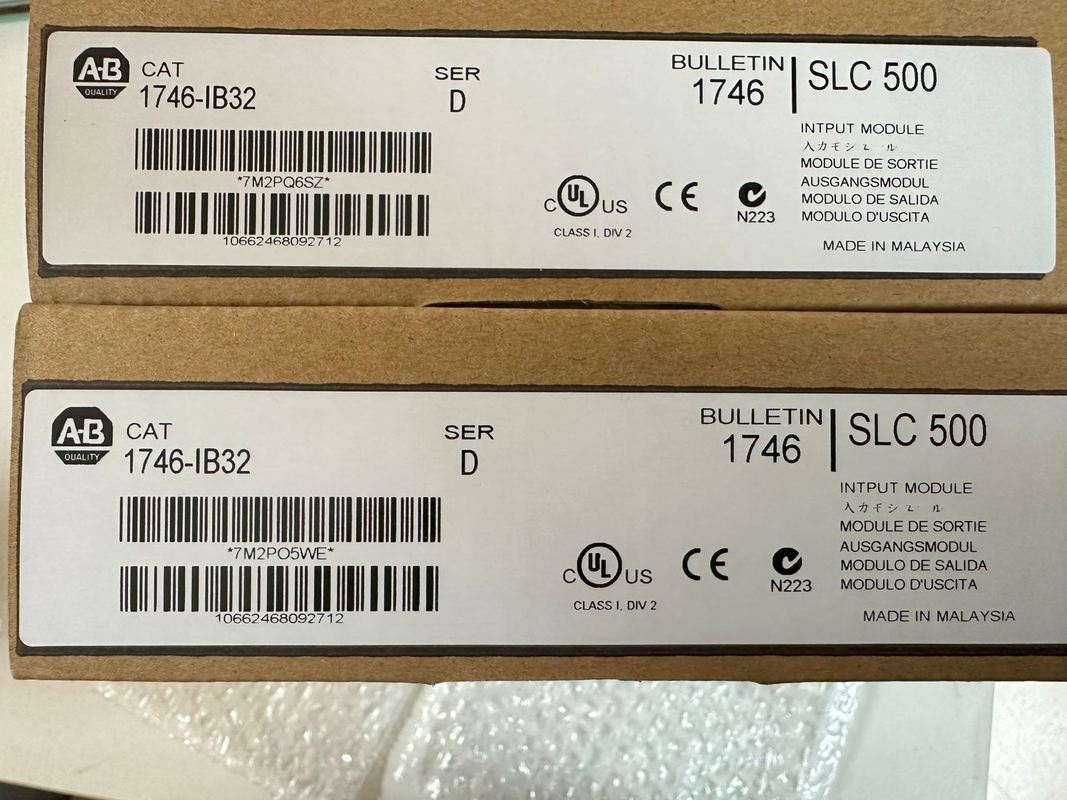 A-B
QUALITY
CAT
1746-IB32
SER
D
BULLETIN
1746
SLC 500
*7M2PQ6SZ*
10662468092712
C UL US
CLASS I, DIV 2
CE
N223
INTPUT MODULE
MODULE DE SORTIE
AUSGANGSMODUL
MODULO DE SALIDA
MODULO D'USCITA
MADE IN MALAYSIA
A-B
QUALITY
CAT
1746-IB32
SER
D
BULLETIN
1746
SLC 500
*7M2PO5WE*
10662468092712
C UL US
CLASS I, DIV 2
CE
N223
INTPUT MODULE
MODULE DE SORTIE
AUSGANGSMODUL
MODULO DE SALIDA
MODULO D'USCITA
MADE IN MALAYSIA